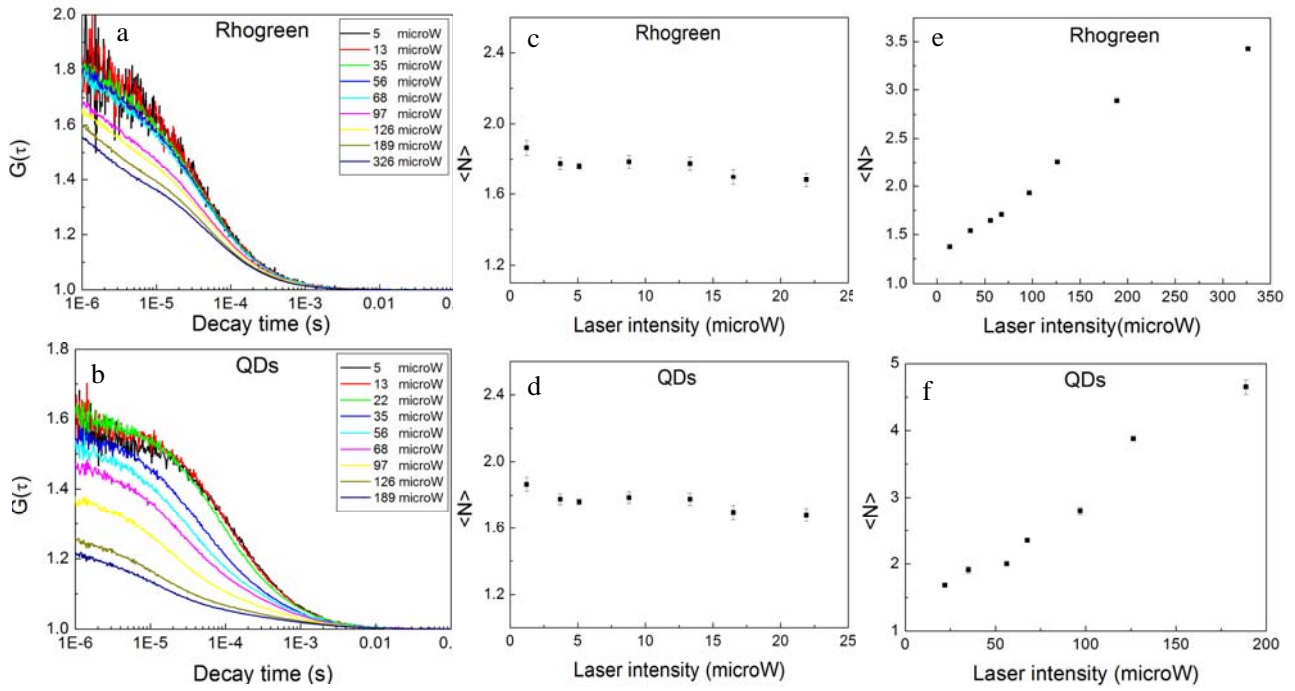 a
Rhogreen
2.0
1.8
1.6
1.4
1.2
1.0
G(τ)
5 microW
13 microW
35 microW
56 microW
68 microW
97 microW
126 microW
189 microW
326 microW
1E-6 1E-5 1E-4 1E-3 0.01 0.
Decay time (s)
c
Rhogreen
2.4
2.0
1.6
1.2
<N>
0 5 10 15 20 25
Laser intensity (microW)
e
Rhogreen
3.5
3.0
2.5
2.0
1.5
1.0
<N>
0 50 100 150 200 250 300 350
Laser intensity(microW)
b
QDs
1.8
1.6
1.4
1.2
1.0
G(τ)
5 microW
13 microW
22 microW
35 microW
56 microW
68 microW
97 microW
126 microW
189 microW
1E-6 1E-5 1E-4 1E-3 0.01 0.
Decay time (s)
d
QDs
2.4
2.0
1.6
1.2
<N>
0 5 10 15 20 25
Laser intensity (microW)
f
QDs
5
4
3
2
1
<N>
0 50 100 150 200
Laser intensity (microW)